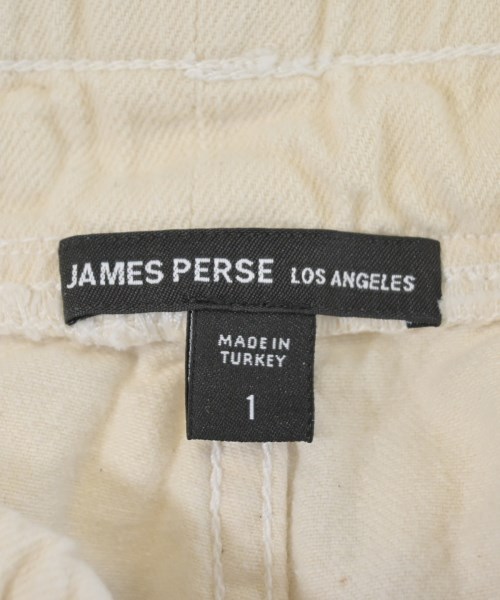 JAMES PERSE LOS ANGELES
MADE IN
TURKEY
1